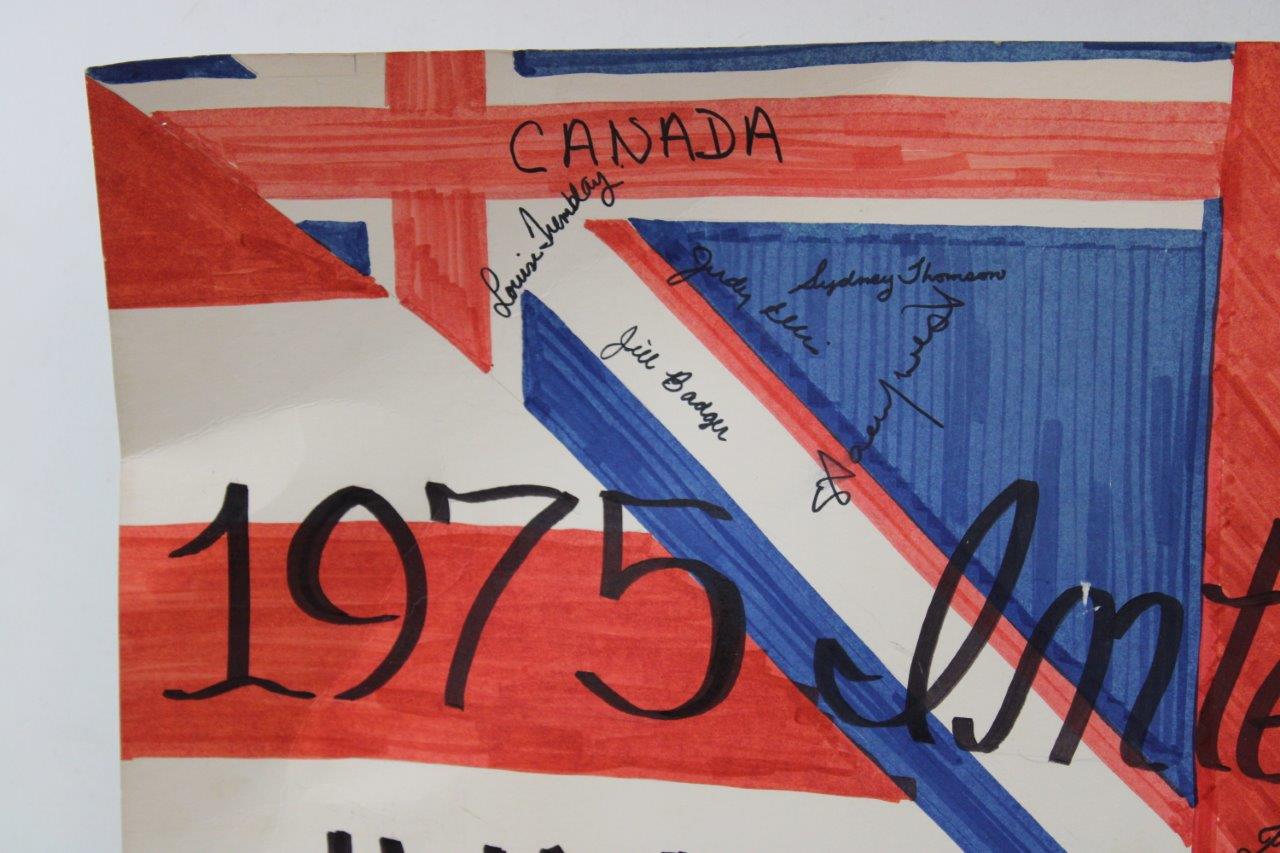 CANADA
Louise Tremblay
Judy Ellis
Sydney Thomson
Jill Badger
1975 Inte